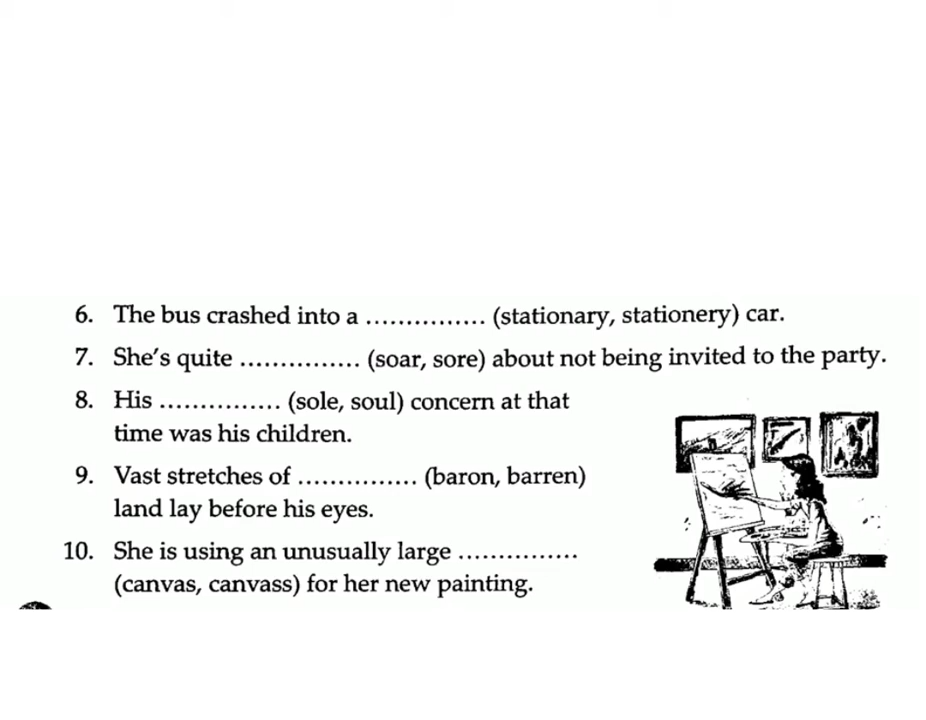 6. The bus crashed into a ............... (stationary, stationery) car.
7. She's quite ............... (soar, sore) about not being invited to the party.
8. His ............... (sole, soul) concern at that
time was his children.
9. Vast stretches of ............... (baron, barren)
land lay before his eyes.
10. She is using an unusually large ...............
(canvas, canvass) for her new painting.